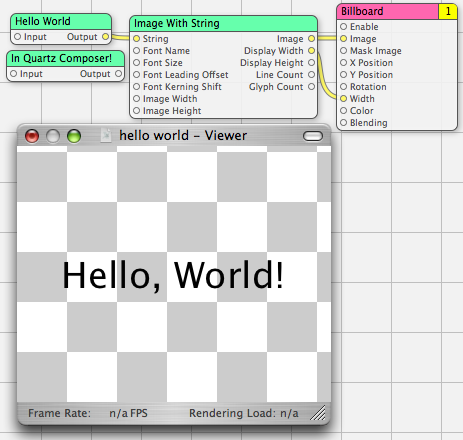 Hello World
Input Output
In Quartz Composer!
Input Output
Image With String
String Image
Font Name Display Width
Font Size Display Height
Font Leading Offset Line Count
Font Kerning Shift Glyph Count
Image Width
Image Height
Billboard 1
Enable
Image
Mask Image
X Position
Y Position
Rotation
Width
Color
Blending
hello world – Viewer
Hello, World!
Frame Rate: n/a FPS Rendering Load: n/a